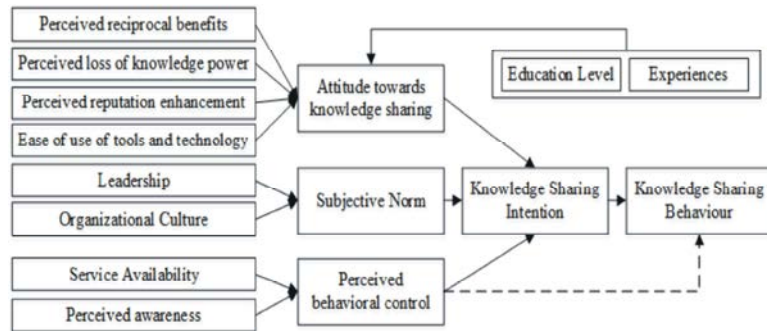 Perceived reciprocal benefits
Perceived loss of knowledge power
Perceived reputation enhancement
Ease of use of tools and technology
Leadership
Organizational Culture
Service Availability
Perceived awareness
Attitude towards
knowledge sharing
Subjective Norm
Perceived
behavioral control
Education Level
Experiences
Knowledge Sharing
Intention
Knowledge Sharing
Behaviour